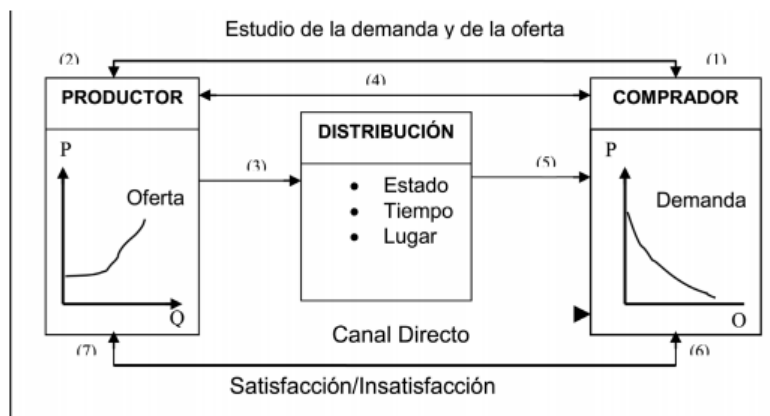 Estudio de la demanda y de la oferta
(2)
(1)
(4)
PRODUCTOR
COMPRADOR
DISTRIBUCIÓN
P
P
(3)
(5)
Oferta
• Estado
• Tiempo
• Lugar
Demanda
Q
O
Canal Directo
(7)
(6)
Satisfacción/Insatisfacción